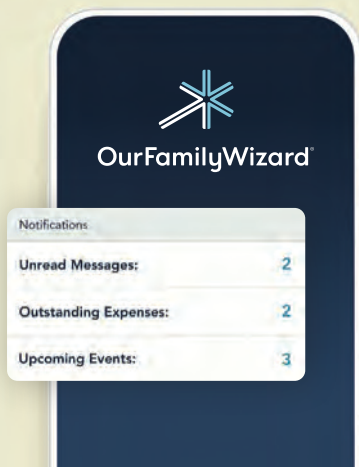 OurFamilyWizard®
Notifications
Unread Messages: 2
Outstanding Expenses: 2
Upcoming Events: 3